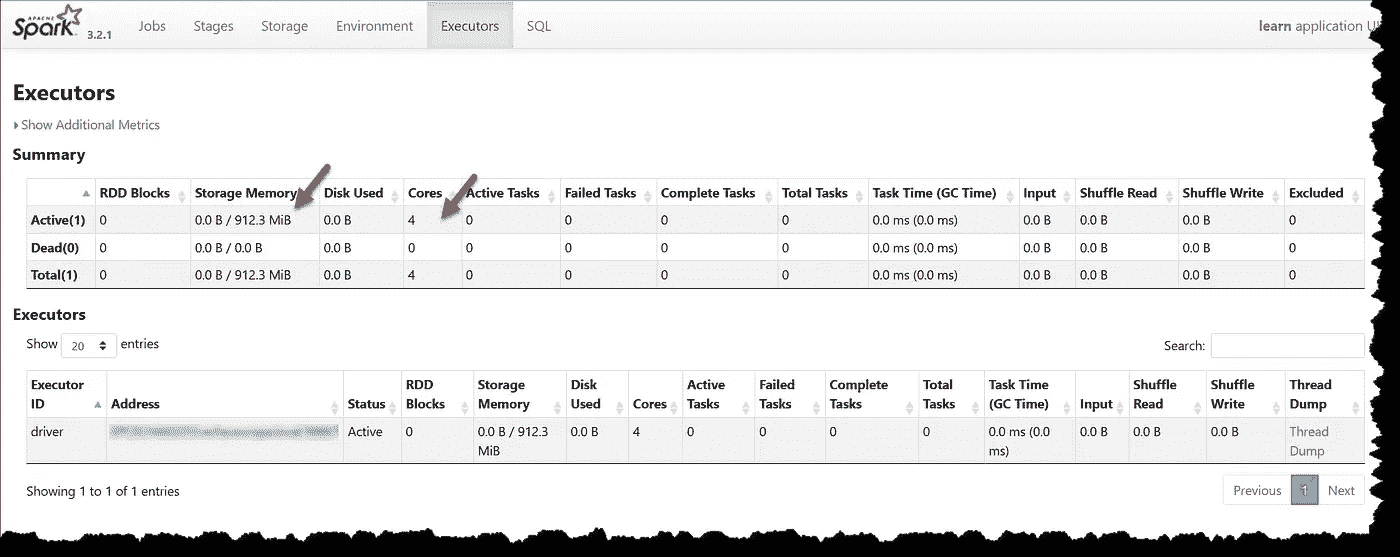 APACHE Spark 3.2.1 Jobs Stages Storage Environment Executors SQL learn application
Executors
Show Additional Metrics
Summary
RDD Blocks Storage Memory Disk Used Cores Active Tasks Failed Tasks Complete Tasks Total Tasks Task Time (GC Time) Input Shuffle Read Shuffle Write Excluded
Active(1) 0 0.0 B / 912.3 MiB 0.0 B 4 0 0 0 0 0.0 ms (0.0 ms) 0.0 B 0.0 B 0.0 B 0
Dead(0) 0 0.0 B / 0.0 B 0.0 B 0 0 0 0 0 0.0 ms (0.0 ms) 0.0 B 0.0 B 0.0 B 0
Total(1) 0 0.0 B / 912.3 MiB 0.0 B 4 0 0 0 0 0.0 ms (0.0 ms) 0.0 B 0.0 B 0.0 B 0
Executors
Show 20 entries Search:
Executor ID Address Status RDD Blocks Storage Memory Disk Used Cores Active Tasks Failed Tasks Complete Tasks Total Tasks Task Time (GC Time) Input Shuffle Read Shuffle Write Thread Dump
driver Active 0 0.0 B / 912.3 MiB 0.0 B 4 0 0 0 0 0.0 ms (0.0 ms) 0.0 B 0.0 B 0.0 B Thread Dump
Showing 1 to 1 of 1 entries Previous 1 Next